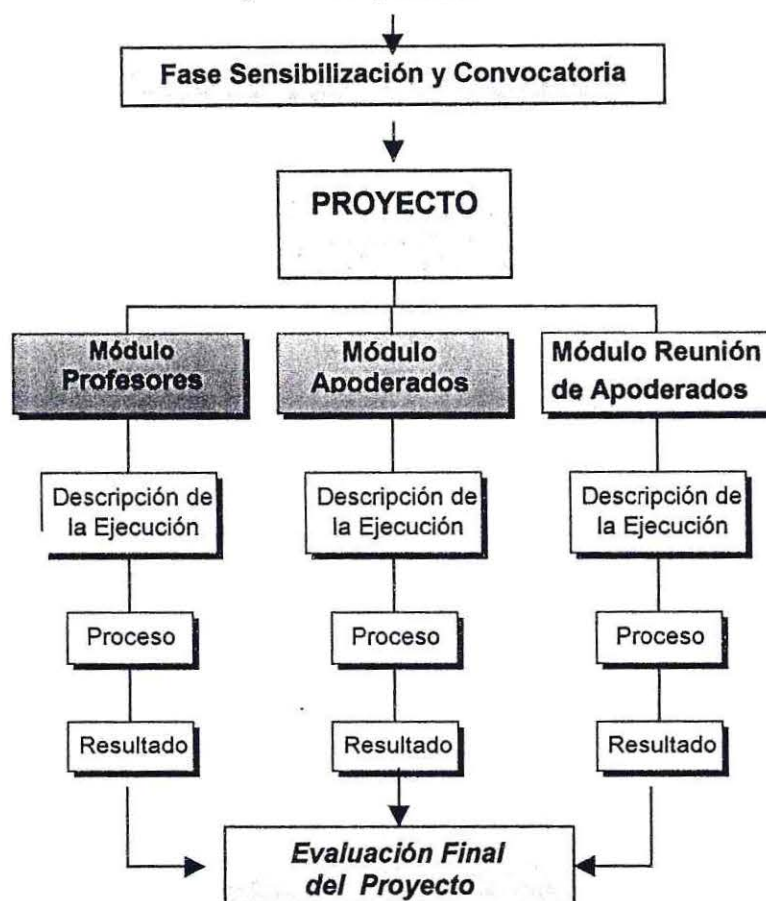 Fase Sensibilización y Convocatoria
PROYECTO
Módulo
Profesores
Módulo
Apoderados
Módulo Reunión
de Apoderados
Descripción de
la Ejecución
Descripción de
la Ejecución
Descripción de
la Ejecución
Proceso
Proceso
Proceso
Resultado
Resultado
Resultado
Evaluación Final
del Proyecto